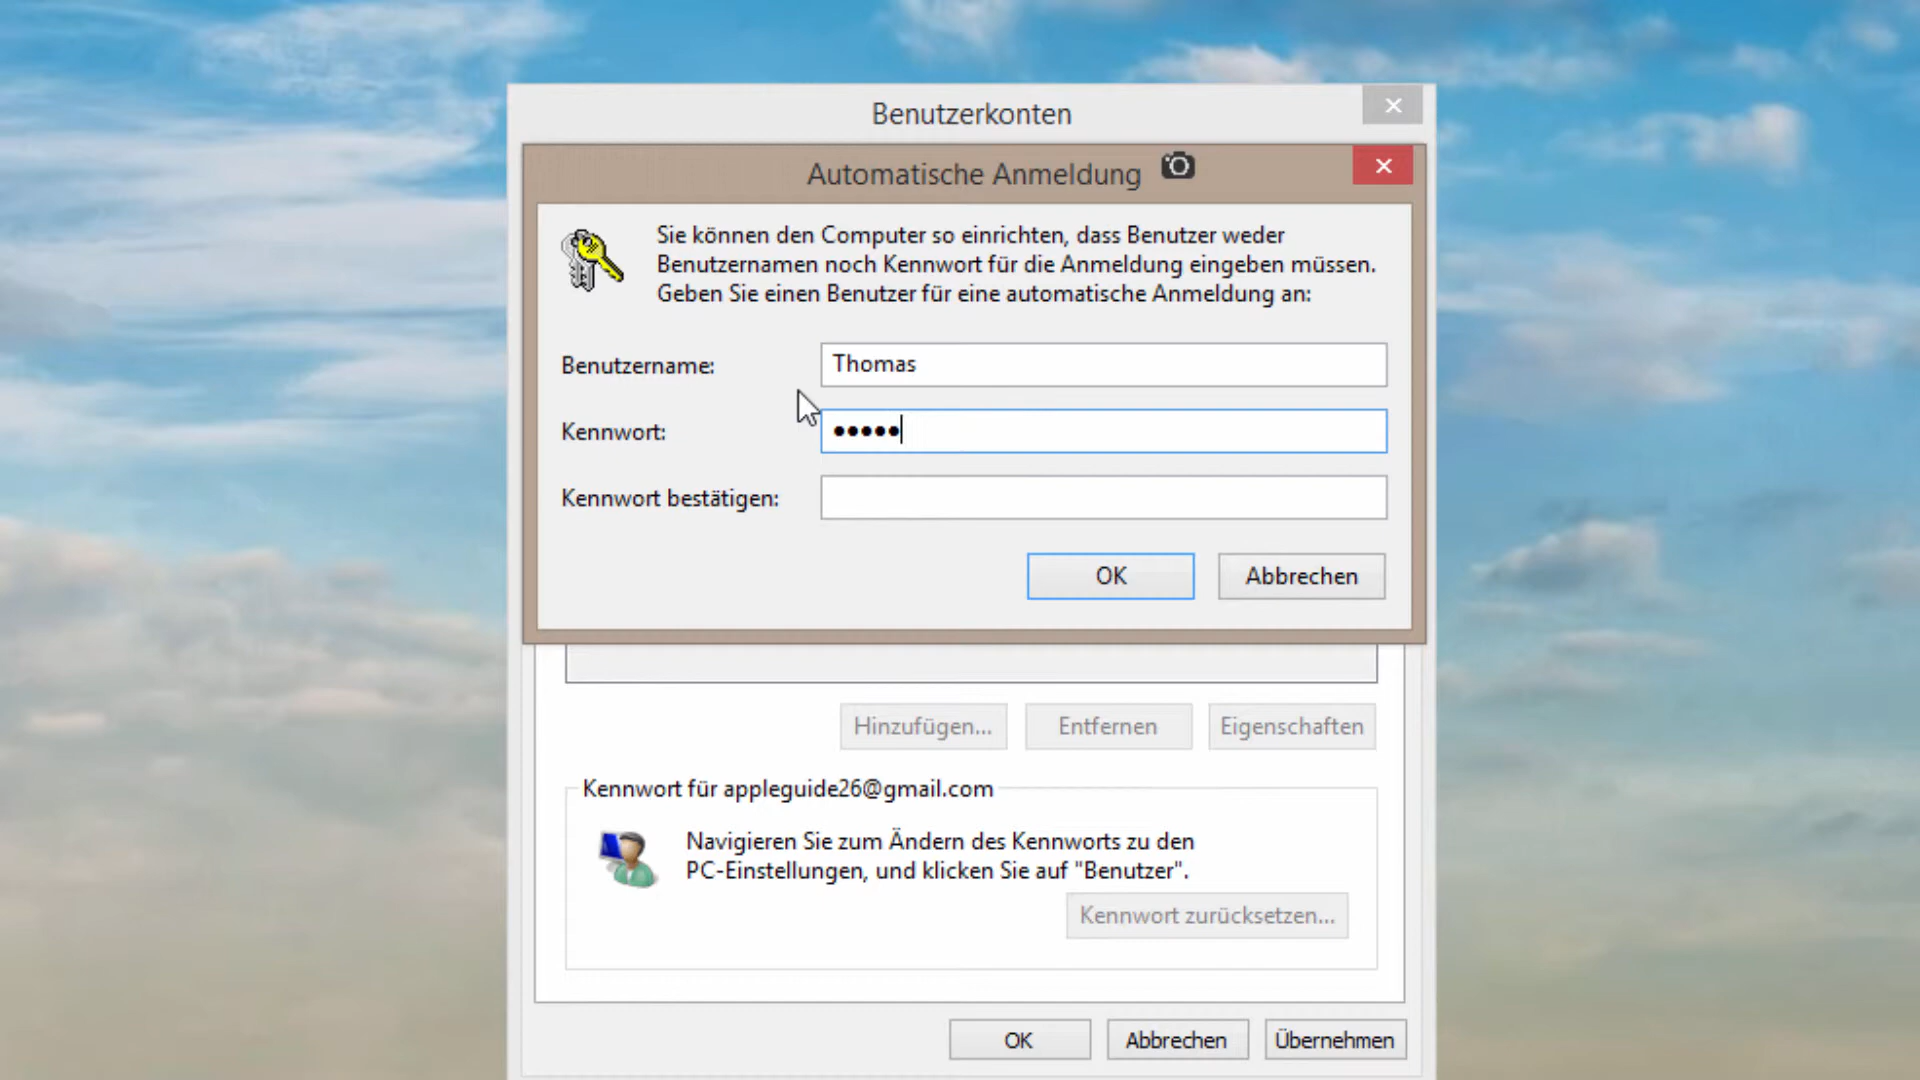 Benutzerkonten
Automatische Anmeldung
Sie können den Computer so einrichten, dass Benutzer weder
Benutzernamen noch Kennwort für die Anmeldung eingeben müssen.
Geben Sie einen Benutzer für eine automatische Anmeldung an:
Benutzername:
Thomas
Kennwort:
●●●●●
Kennwort bestätigen:
OK
Abbrechen
Hinzufügen...
Entfernen
Eigenschaften
Kennwort für appleguide26@gmail.com
Navigieren Sie zum Ändern des Kennworts zu den
PC-Einstellungen, und klicken Sie auf "Benutzer".
Kennwort zurücksetzen...
OK
Abbrechen
Übernehmen